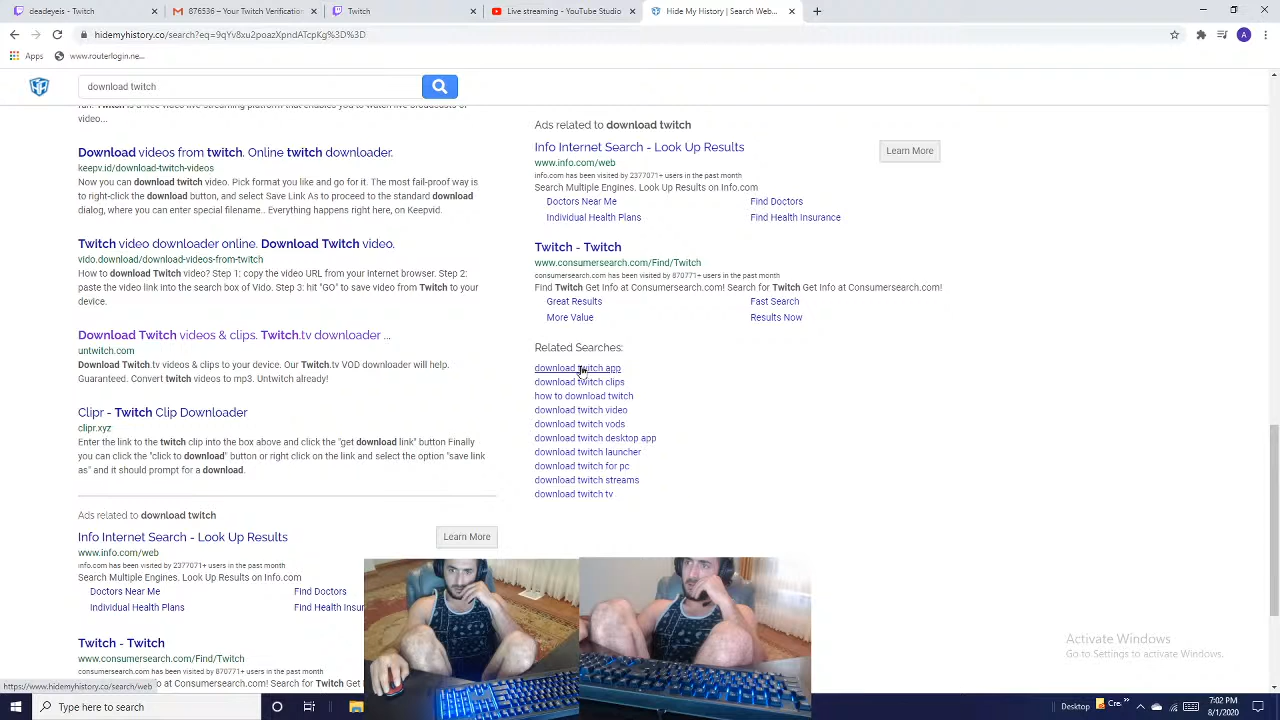 deadeyeis - Twitch
876536 – Your Twitch Verification
Twitch
Live streaming - YouTube Studio
Hide My History | Search Web...
hidemyhistory.co/search?eq=9qYv8xu2poazXpndATcpKg%3D%3D
A
Apps
www.routerlogin.ne...
download twitch
video...
Download videos from twitch. Online twitch downloader.
keepv.id/download-twitch-videos
Now you can download twitch video. Pick format you like and go for it. The most fail-proof way is
to right-click the download button, and select Save Link As to proceed to the standard download
dialog, where you can enter special filename.. Everything happens right here, on Keepvid.
Twitch video downloader online. Download Twitch video.
vido.download/download-videos-from-twitch
How to download Twitch video? Step 1: copy the video URL from your internet browser. Step 2:
paste the video link into the search box of Vido. Step 3: hit "GO" to save video from Twitch to your
device.
Download Twitch videos & clips. Twitch.tv downloader ...
untwitch.com
Download Twitch.tv videos & clips to your device. Our Twitch.tv VOD downloader will help.
Guaranteed. Convert twitch videos to mp3. Untwitch already!
Clipr - Twitch Clip Downloader
clipr.xyz
Enter the link to the twitch clip into the box above and click the "get download link" button Finally
you can click the "click to download" button or right click on the link and select the option "save link
as" and it should prompt for a download.
Ads related to download twitch
Info Internet Search - Look Up Results
Learn More
www.info.com/web
info.com has been visited by 2377071+ users in the past month
Search Multiple Engines. Look Up Results on Info.com
Doctors Near Me
Find Doctors
Individual Health Plans
Find Health Insur
Twitch - Twitch
www.consumersearch.com/Find/Twitch
consumersearch.com has been visited by 870771+ users in the past month
o at Consumersearch.com! Search for Twitch Get Info
https://www.hidemyhistory.co/search/web
Ads related to download twitch
Info Internet Search - Look Up Results
Learn More
www.info.com/web
info.com has been visited by 2377071+ users in the past month
Search Multiple Engines. Look Up Results on Info.com
Doctors Near Me
Find Doctors
Individual Health Plans
Find Health Insurance
Twitch - Twitch
www.consumersearch.com/Find/Twitch
consumersearch.com has been visited by 870771+ users in the past month
Find Twitch Get Info at Consumersearch.com! Search for Twitch Get Info at Consumersearch.com!
Great Results
Fast Search
More Value
Results Now
Related Searches:
download twitch app
download twitch clips
how to download twitch
download twitch video
download twitch vods
download twitch desktop app
download twitch launcher
download twitch for pc
download twitch streams
download twitch tv
Activate Windows
Go to Settings to activate Windows.
Type here to search
Desktop
7:02 PM
8/1/2020